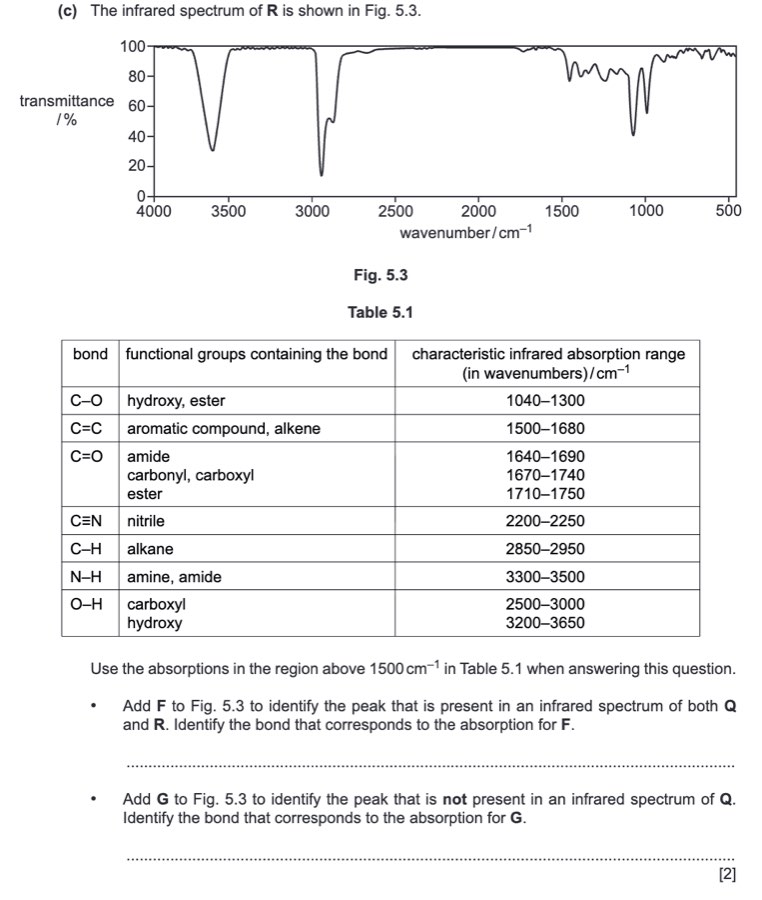 (c) The infrared spectrum of R is shown in Fig. 5.3.
100
80
transmittance 60
/%
40
20
0
4000 3500 3000 2500 2000 1500 1000 500
wavenumber/cm⁻¹
Fig. 5.3
Table 5.1
bond functional groups containing the bond characteristic infrared absorption range
(in wavenumbers)/cm⁻¹
C–O hydroxy, ester 1040–1300
C=C aromatic compound, alkene 1500–1680
C=O amide 1640–1690
carbonyl, carboxyl 1670–1740
ester 1710–1750
C≡N nitrile 2200–2250
C–H alkane 2850–2950
N–H amine, amide 3300–3500
O–H carboxyl 2500–3000
hydroxy 3200–3650
Use the absorptions in the region above 1500 cm⁻¹ in Table 5.1 when answering this question.
• Add F to Fig. 5.3 to identify the peak that is present in an infrared spectrum of both Q
and R. Identify the bond that corresponds to the absorption for F.
• Add G to Fig. 5.3 to identify the peak that is not present in an infrared spectrum of Q.
Identify the bond that corresponds to the absorption for G.
[2]